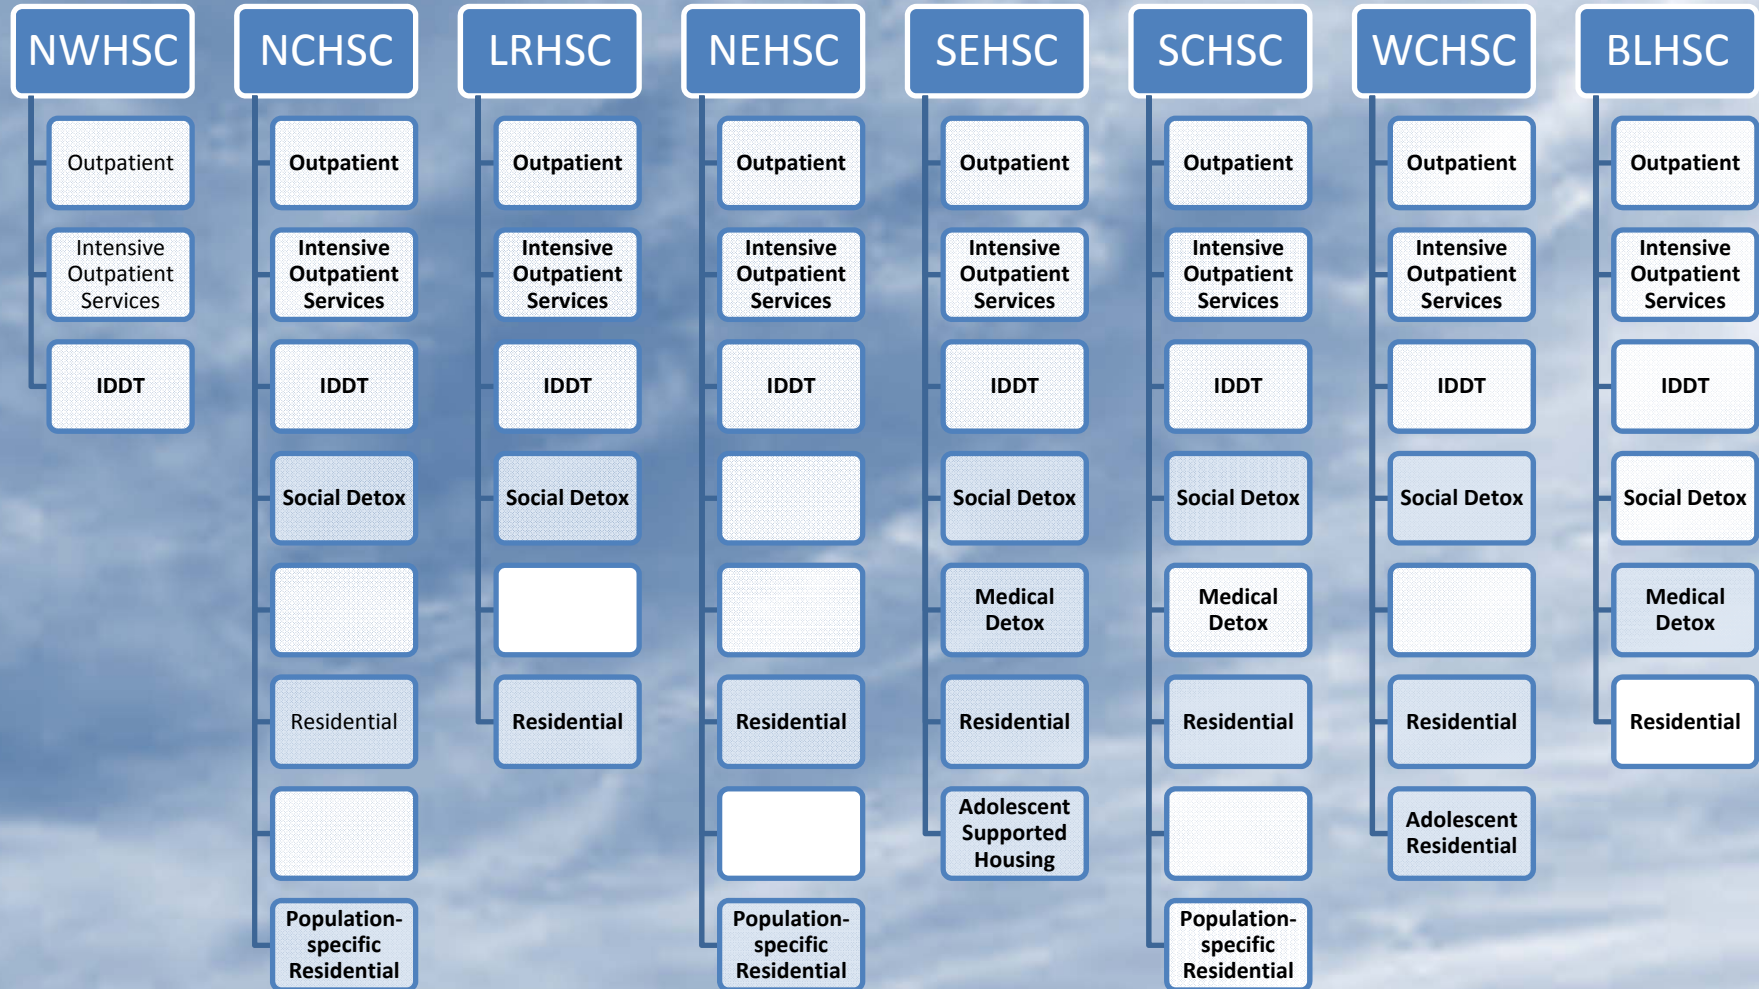 NWHSC
Outpatient
Intensive
Outpatient
Services
IDDT
NCHSC
Outpatient
Intensive
Outpatient
Services
IDDT
Social Detox
Residential
Population-
specific
Residential
LRHSC
Outpatient
Intensive
Outpatient
Services
IDDT
Social Detox
Residential
NEHSC
Outpatient
Intensive
Outpatient
Services
IDDT
Residential
Population-
specific
Residential
SEHSC
Outpatient
Intensive
Outpatient
Services
IDDT
Social Detox
Medical
Detox
Residential
Adolescent
Supported
Housing
SCHSC
Outpatient
Intensive
Outpatient
Services
IDDT
Social Detox
Medical
Detox
Residential
Population-
specific
Residential
WCHSC
Outpatient
Intensive
Outpatient
Services
IDDT
Social Detox
Residential
Adolescent
Residential
BLHSC
Outpatient
Intensive
Outpatient
Services
IDDT
Social Detox
Medical
Detox
Residential